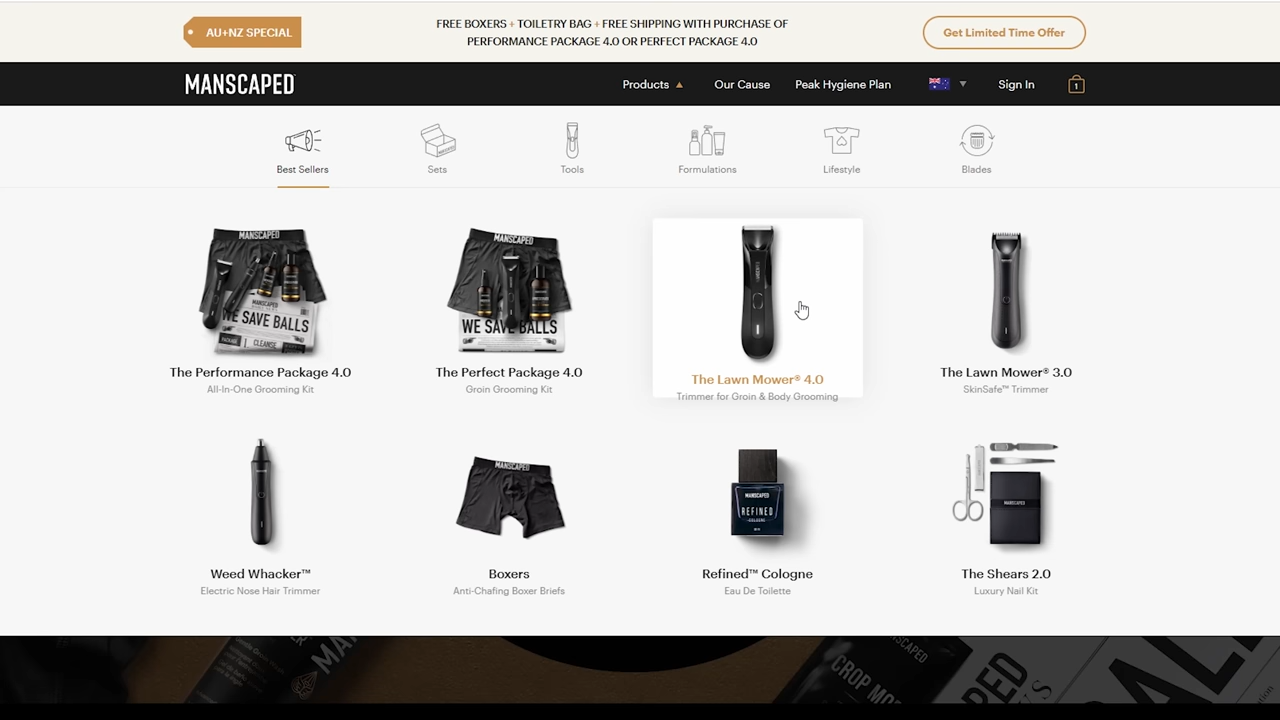 AU+NZ SPECIAL
FREE BOXERS + TOILETRY BAG + FREE SHIPPING WITH PURCHASE OF
PERFORMANCE PACKAGE 4.0 OR PERFECT PACKAGE 4.0
Get Limited Time Offer
MANSCAPED
Products
Our Cause
Peak Hygiene Plan
Sign In
1
Best Sellers
Sets
Tools
Formulations
Lifestyle
Blades
MANSCAPED
MANSCAPED
WE SAVE BALLS
CLEANSE
MANSCAPED
WE SAVE BALLS
The Performance Package 4.0
All-In-One Grooming Kit
The Perfect Package 4.0
Groin Grooming Kit
The Lawn Mower® 4.0
Trimmer for Groin & Body Grooming
The Lawn Mower® 3.0
SkinSafe™ Trimmer
MANSCAPED
MANSCAPED
REFINED
COLOGNE
MANSCAPED
Weed Whacker™
Electric Nose Hair Trimmer
Boxers
Anti-Chafing Boxer Briefs
Refined™ Cologne
Eau De Toilette
The Shears 2.0
Luxury Nail Kit